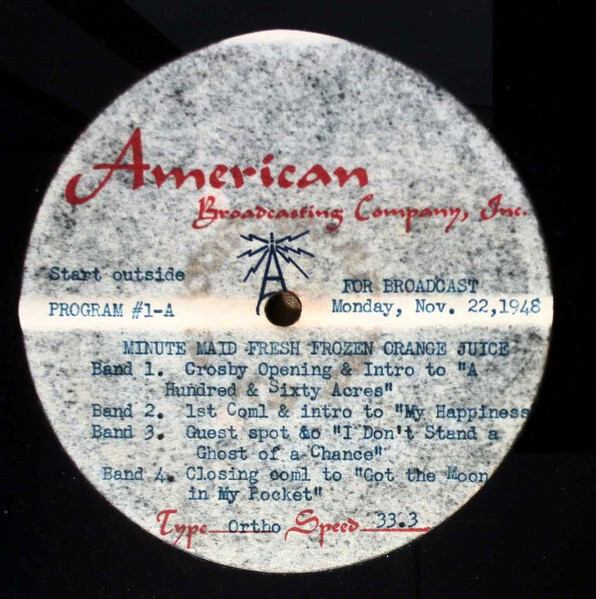 American
Broadcasting Company, Inc.
Start outside
FOR BROADCAST
PROGRAM #1-A
Monday, Nov. 22,1948
MINUTE MAID FRESH FROZEN ORANGE JUICE
Band 1. Crosby Opening & Intro to "A
Hundred & Sixty Acres"
Band 2. 1st Coml & intro to "My Happiness
Band 3. Guest spot &o "I Don't Stand a
Ghost of a Chance"
Band 4. Closing coml to "Got the Moon
in My Pocket"
Type Ortho Speed 33.3